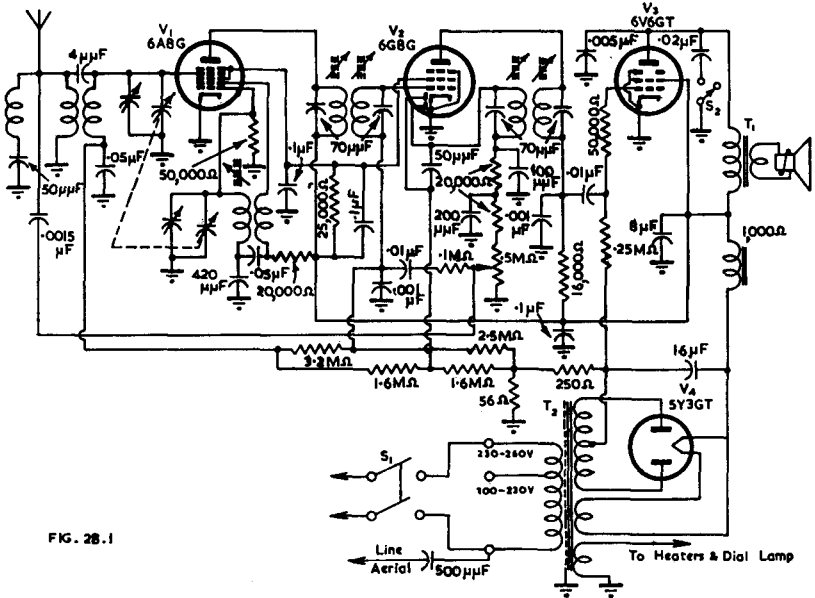 V1
6A8G
V2
6G8G
V3
6V6GT
4μμF
.005μF
.02μF
S2
T1
50μμF
.05μF
50,000Ω
.1μF
70μμF
50μμF
70μμF
50,000Ω
.0015
μF
25,000Ω
.1μF
20,000Ω
100
μμF
.01μF
200
μμF
.001
μF
8μF
1,000Ω
420
μμF
.05μF
20,000Ω
.01μF
.1MΩ
.5MΩ
16,000Ω
.25MΩ
.001
μF
.1μF
3.2MΩ
2.5MΩ
16μF
1.6MΩ
1.6MΩ
250Ω
56Ω
V4
5Y3GT
T2
S1
230-260V
200-230V
FIG. 28.1
Line
Aerial
500μμF
To Heaters & Dial Lamp